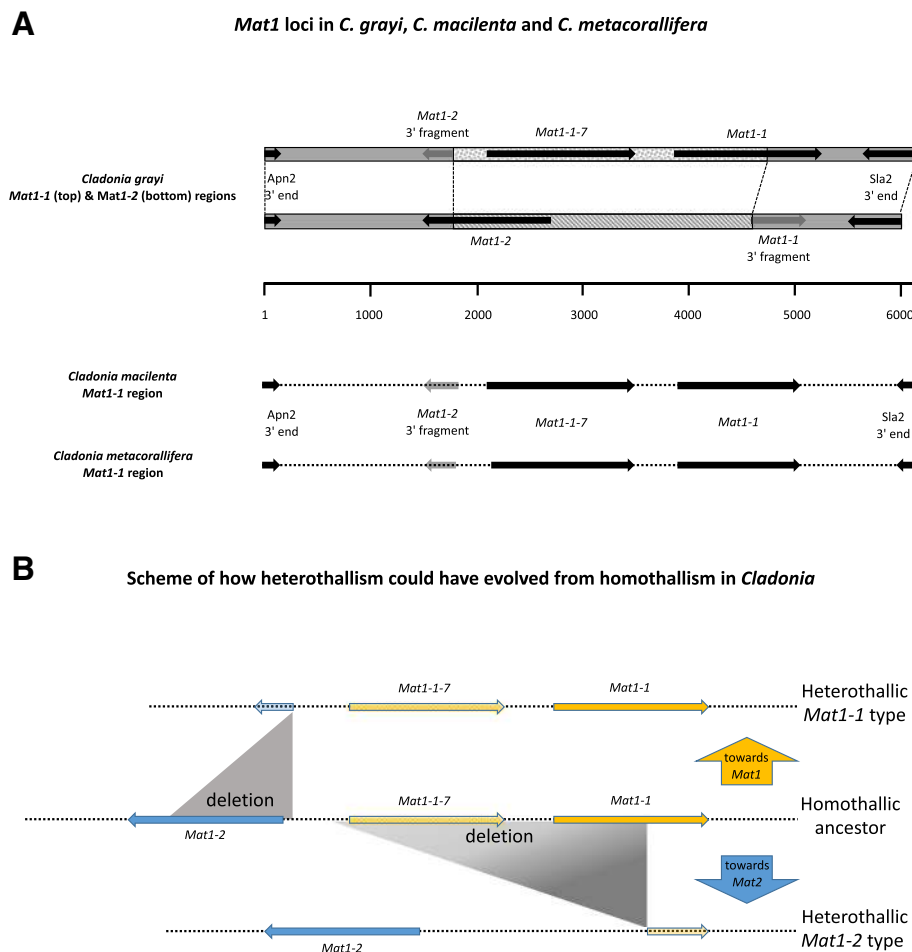 A
Mat1 loci in C. grayi, C. macilenta and C. metacorallifera
Mat1-2
3' fragment
Mat1-1-7
Mat1-1
Cladonia grayi
Mat1-1 (top) & Mat1-2 (bottom) regions
Apn2
3' end
Sla2
3' end
Mat1-2
Mat1-1
3' fragment
1 1000 2000 3000 4000 5000 6000
Cladonia macilenta
Mat1-1 region
Apn2
3' end
Mat1-2
3' fragment
Mat1-1-7
Mat1-1
Sla2
3' end
Cladonia metacorallifera
Mat1-1 region
B
Scheme of how heterothallism could have evolved from homothallism in Cladonia
Mat1-1-7
Mat1-1
Heterothallic
Mat1-1 type
towards
Mat1
deletion
Mat1-1-7
Mat1-1
Homothallic
ancestor
Mat1-2
deletion
towards
Mat2
Mat1-2
Heterothallic
Mat1-2 type